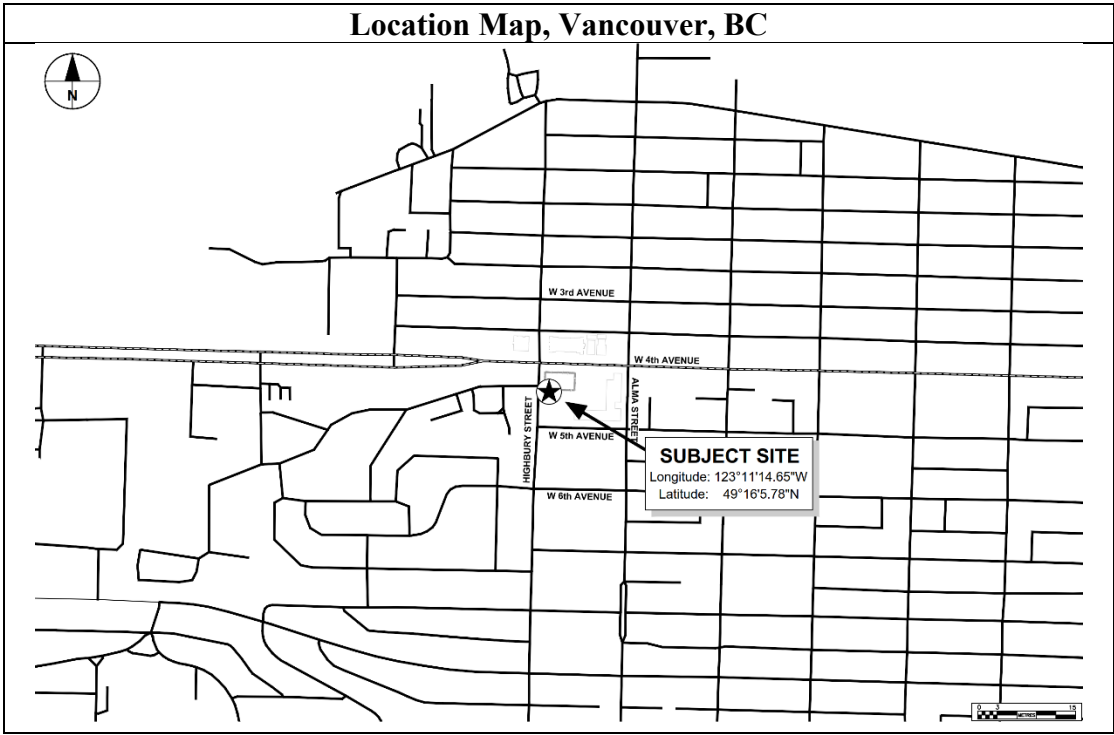 Location Map, Vancouver, BC
N
W 3rd AVENUE
W 4th AVENUE
HIGHBURY STREET
ALMA STREET
W 5th AVENUE
SUBJECT SITE
Longitude: 123°11'14.65"W
Latitude: 49°16'5.78"N
W 6th AVENUE
0 3 15
METRES